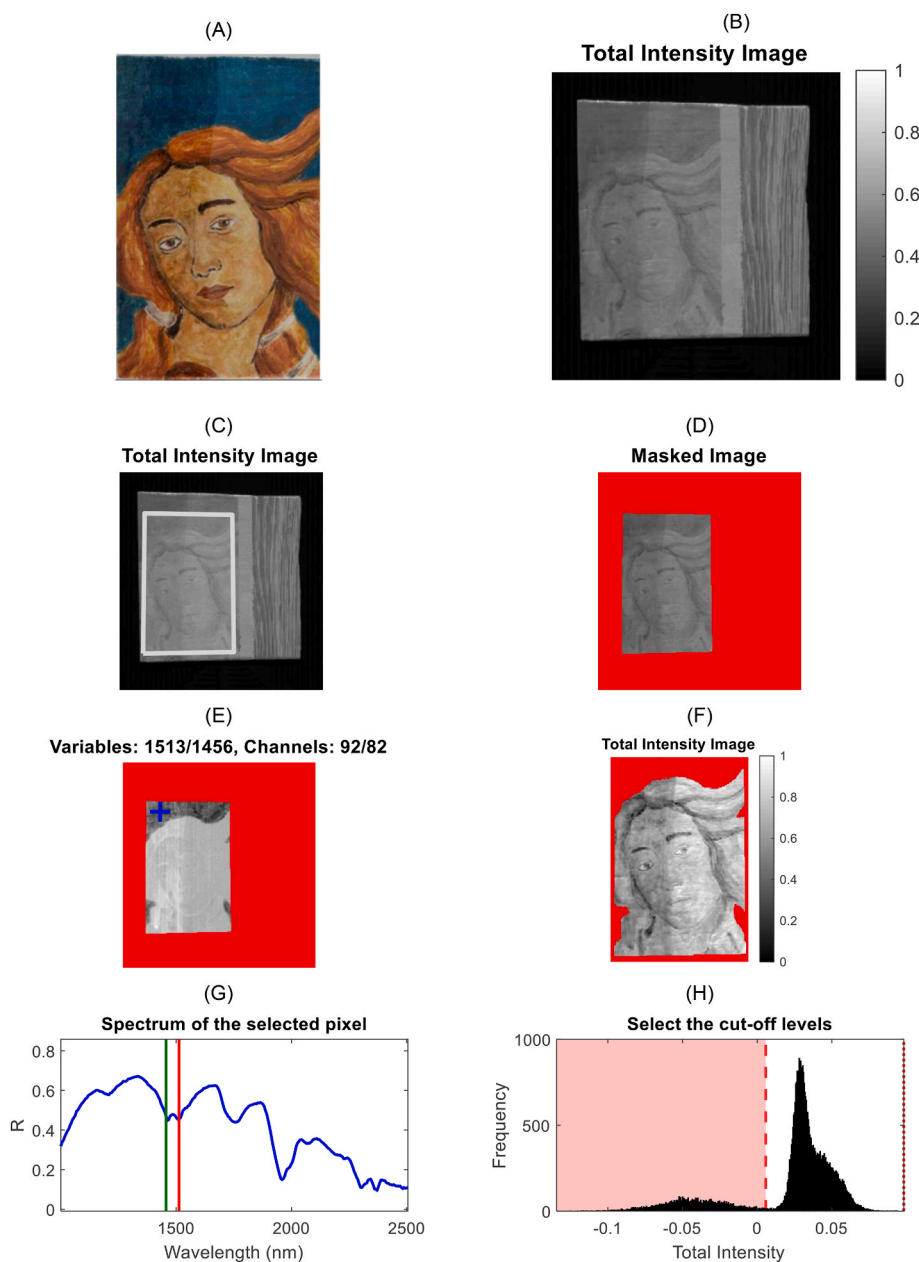 (A)
(B)
Total Intensity Image
1
0.8
0.6
0.4
0.2
0
(C)
Total Intensity Image
(D)
Masked Image
(E)
Variables: 1513/1456, Channels: 92/82
(F)
Total Intensity Image
1
0.8
0.6
0.4
0.2
0
(G)
Spectrum of the selected pixel
0.8
0.6
0.4
0.2
0
R
1500
2000
2500
Wavelength (nm)
(H)
Select the cut-off levels
1000
500
0
Frequency
-0.1
-0.05
0
0.05
Total Intensity